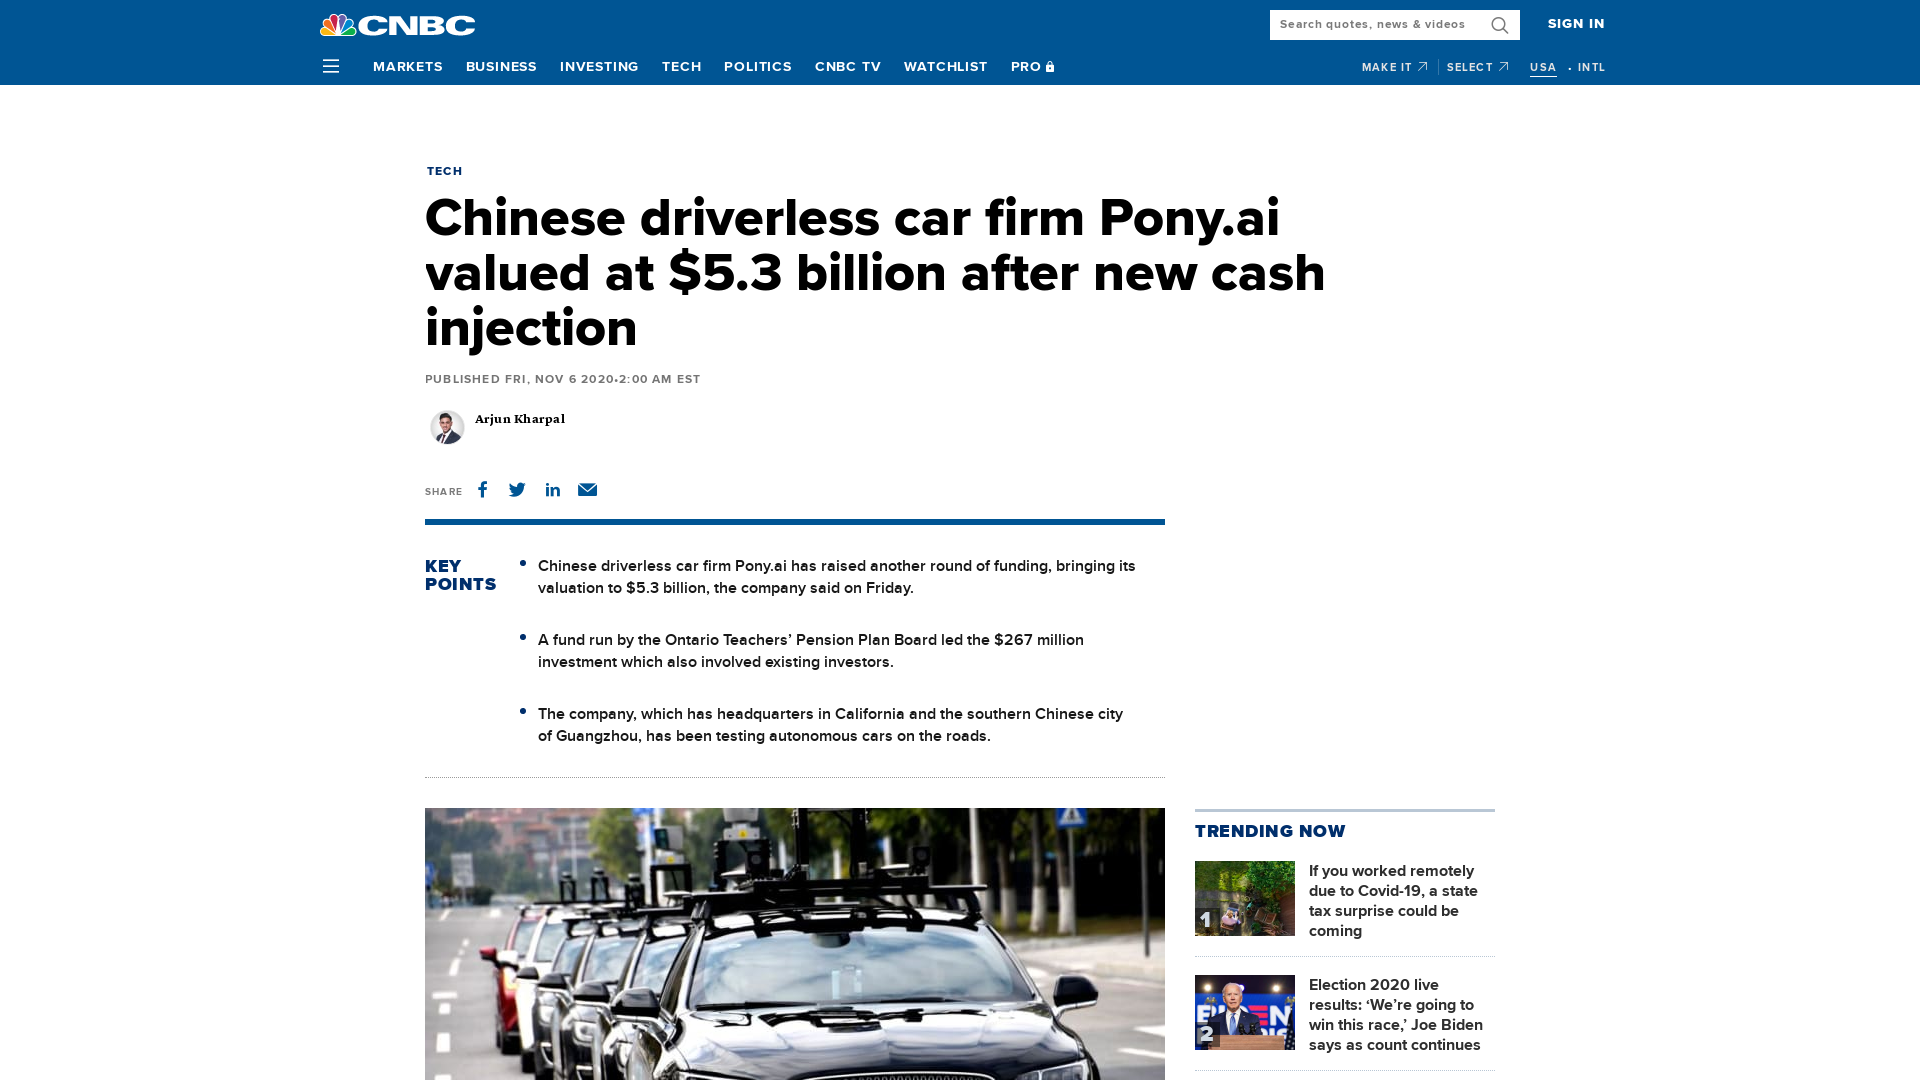 CNBC
Search quotes, news & videos
SIGN IN
MARKETS BUSINESS INVESTING TECH POLITICS CNBC TV WATCHLIST PRO
MAKE IT SELECT USA • INTL
TECH
Chinese driverless car firm Pony.ai
valued at $5.3 billion after new cash
injection
PUBLISHED FRI, NOV 6 2020•2:00 AM EST
Arjun Kharpal
SHARE
KEY
POINTS
• Chinese driverless car firm Pony.ai has raised another round of funding, bringing its
valuation to $5.3 billion, the company said on Friday.
• A fund run by the Ontario Teachers’ Pension Plan Board led the $267 million
investment which also involved existing investors.
• The company, which has headquarters in California and the southern Chinese city
of Guangzhou, has been testing autonomous cars on the roads.
TRENDING NOW
1
If you worked remotely
due to Covid-19, a state
tax surprise could be
coming
2
Election 2020 live
results: ‘We’re going to
win this race,’ Joe Biden
says as count continues